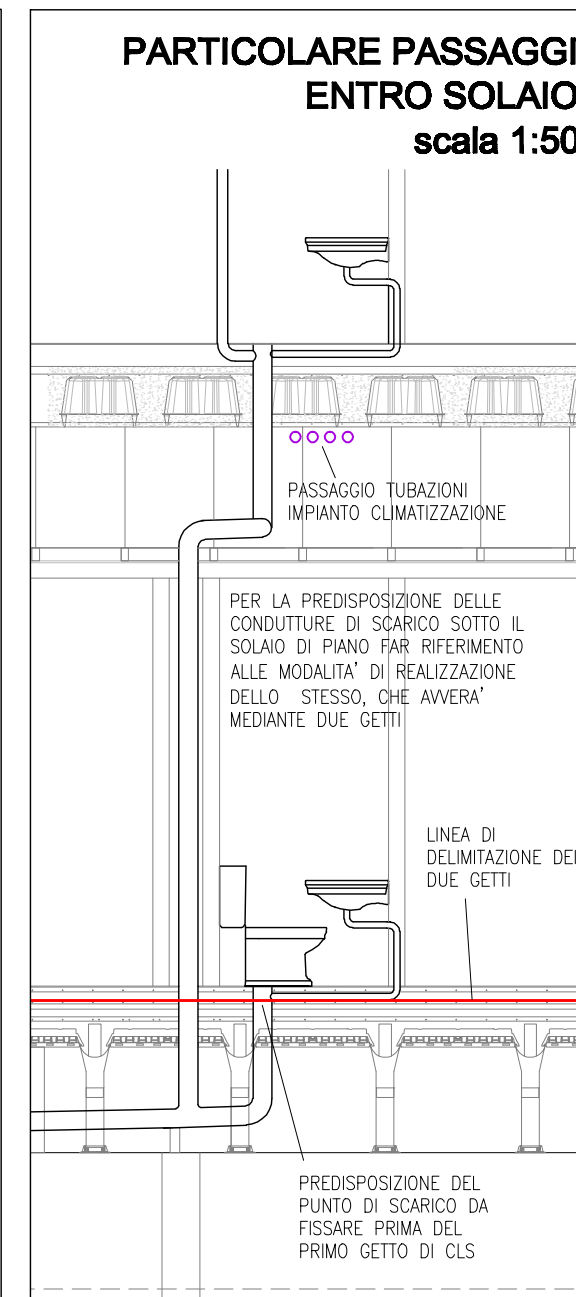 PARTICOLARE PASSAGGI
ENTRO SOLAIO
scala 1:50
PASSAGGIO TUBAZIONI
IMPIANTO CLIMATIZZAZIONE
PER LA PREDISPOSIZIONE DELLE
CONDUTTURE DI SCARICO SOTTO IL
SOLAIO DI PIANO FAR RIFERIMENTO
ALLE MODALITA' DI REALIZZAZIONE
DELLO STESSO, CHE AVVERA'
MEDIANTE DUE GETTI
LINEA DI
DELIMITAZIONE DEI
DUE GETTI
PREDISPOSIZIONE DEL
PUNTO DI SCARICO DA
FISSARE PRIMA DEL
PRIMO GETTO DI CLS